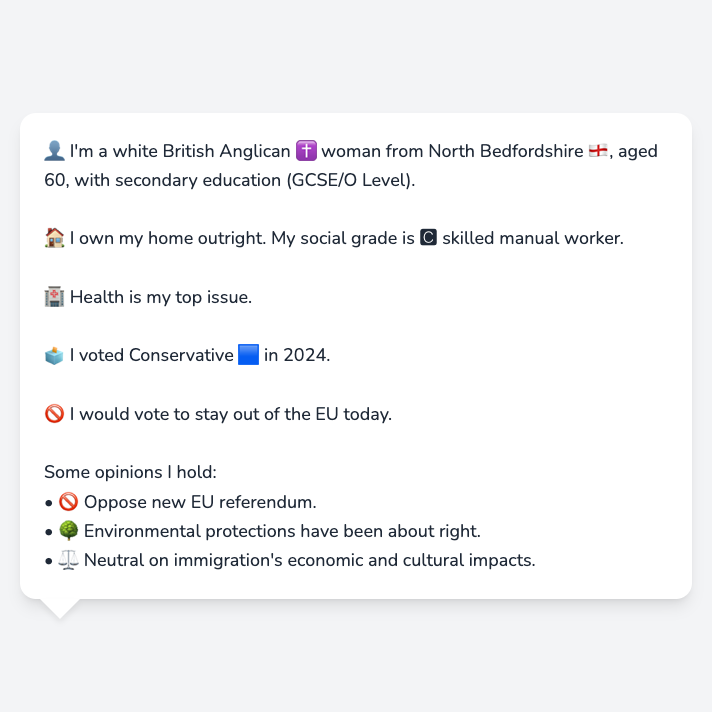 👤 I'm a white British Anglican ✝️ woman from North Bedfordshire 🏴󠁧󠁢󠁥󠁮󠁧󠁿, aged
60, with secondary education (GCSE/O Level).
🏠 I own my home outright. My social grade is 🅲 skilled manual worker.
🏥 Health is my top issue.
🗳️ I voted Conservative 🟦 in 2024.
🚫 I would vote to stay out of the EU today.
Some opinions I hold:
• 🚫 Oppose new EU referendum.
• 🌳 Environmental protections have been about right.
• ⚖️ Neutral on immigration's economic and cultural impacts.